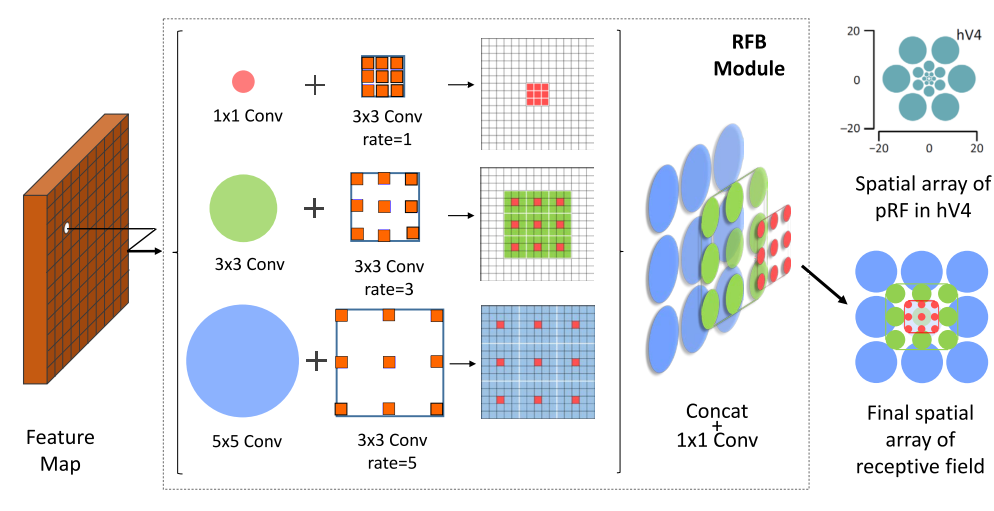 Feature
Map
1x1 Conv
+
3x3 Conv
rate=1
3x3 Conv
+
3x3 Conv
rate=3
5x5 Conv
+
3x3 Conv
rate=5
RFB
Module
Concat
+
1x1 Conv
hV4
20
0
−20
−20 0 20
Spatial array of
pRF in hV4
Final spatial
array of
receptive field